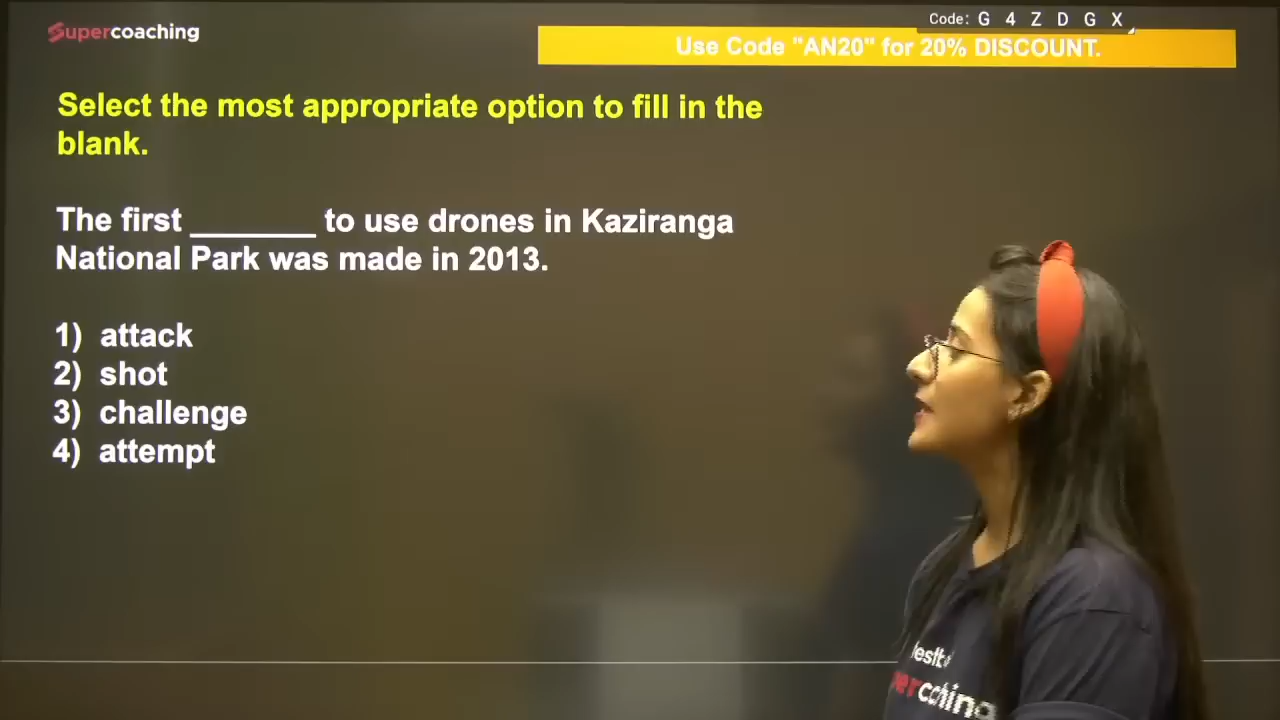 Supercoaching
Code: G 4 Z D G X
Use Code "AN20" for 20% DISCOUNT.
Select the most appropriate option to fill in the
blank.
The first _______ to use drones in Kaziranga
National Park was made in 2013.
1) attack
2) shot
3) challenge
4) attempt